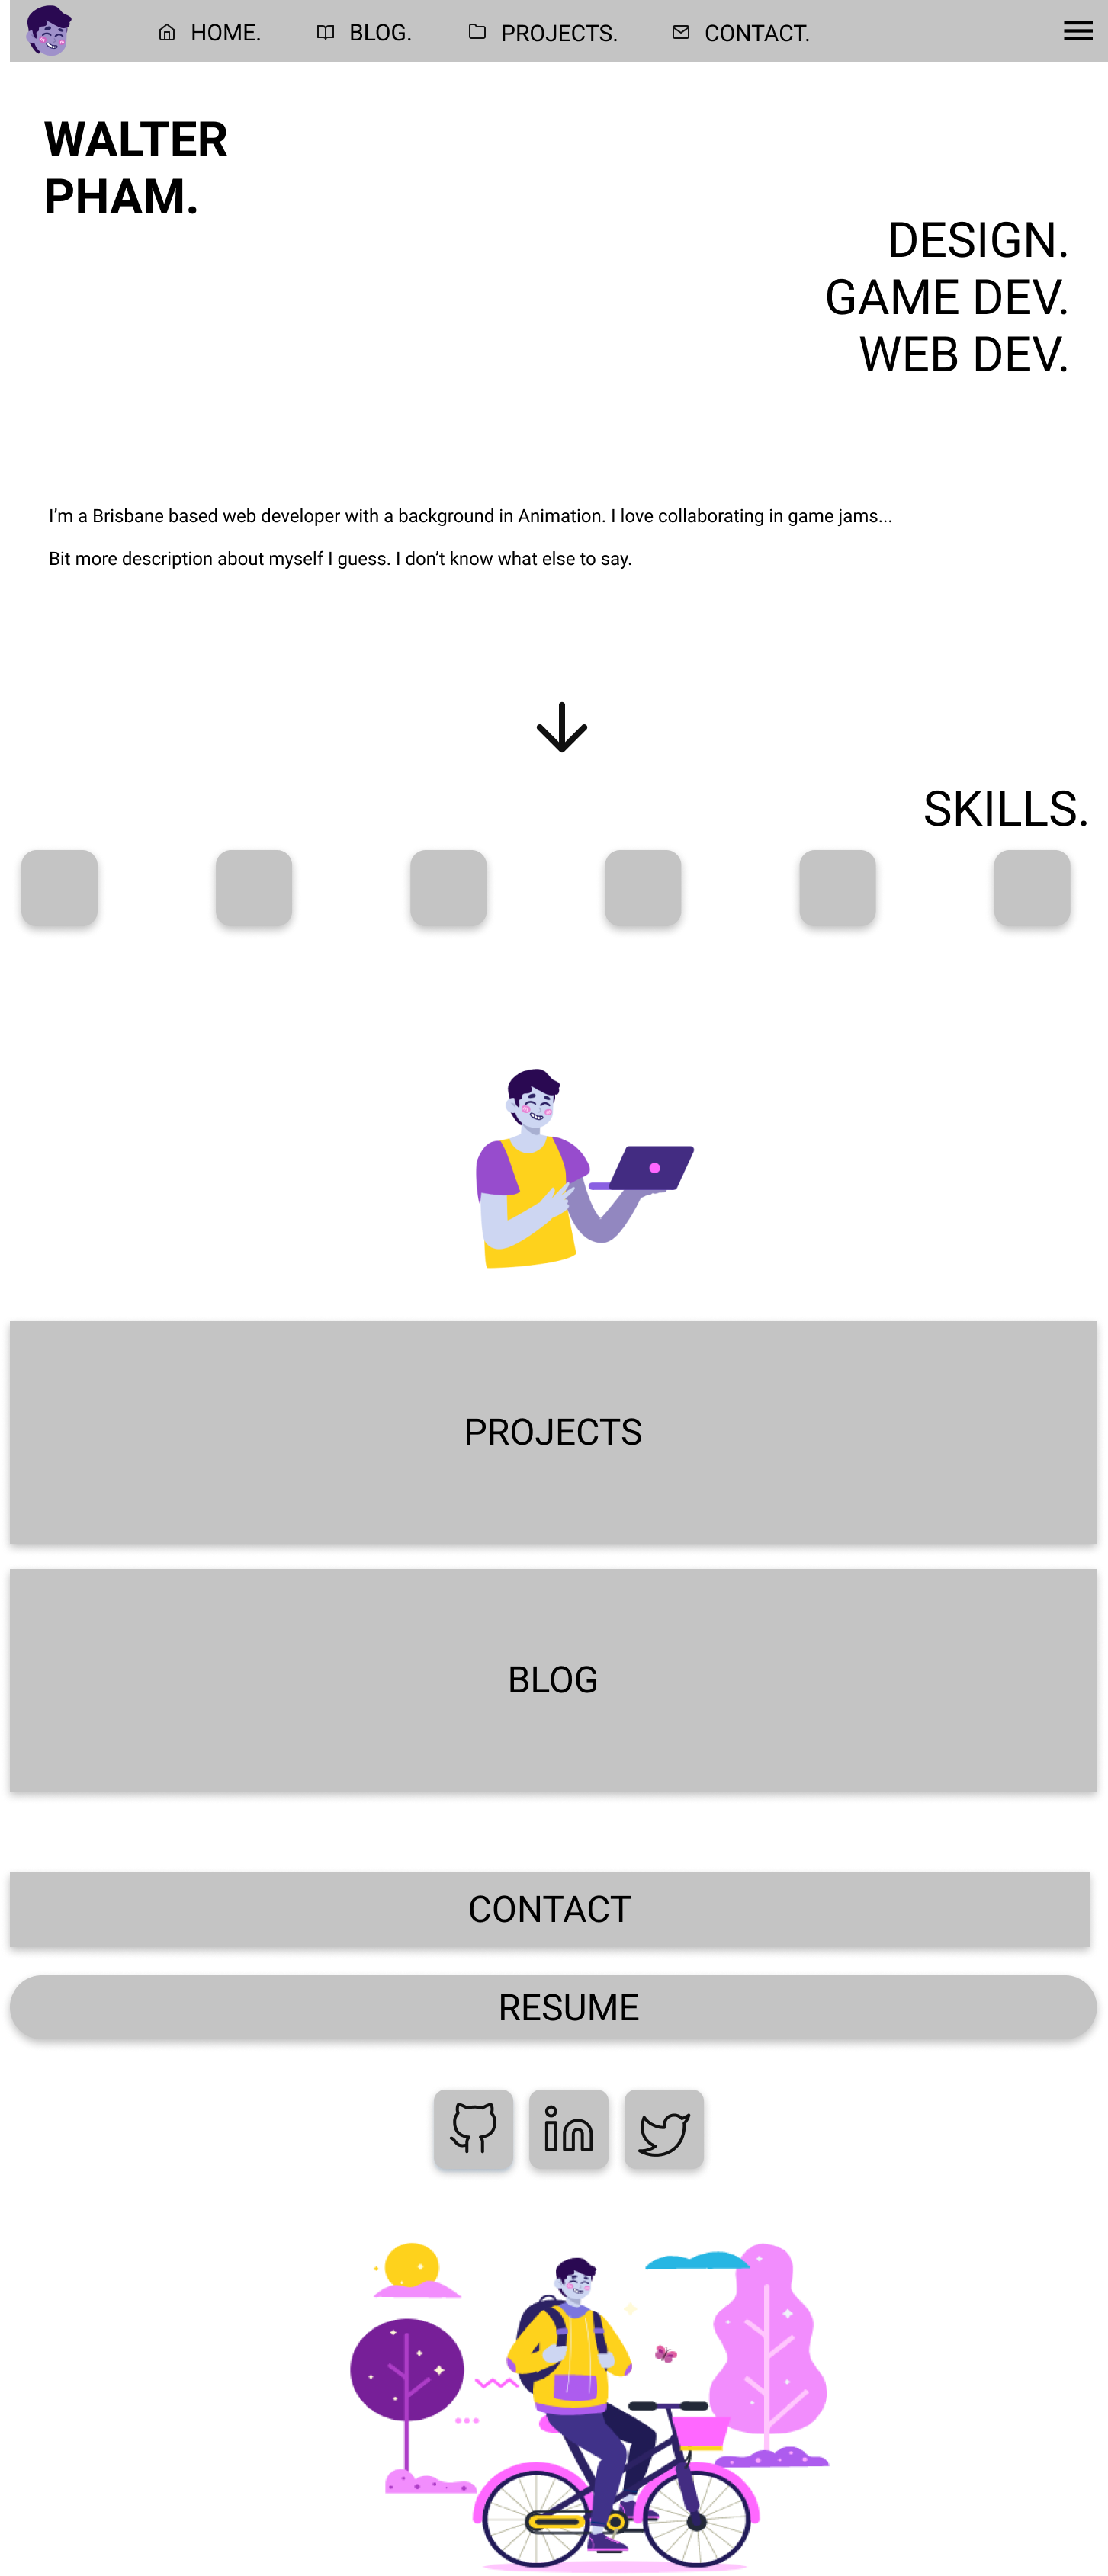 HOME. BLOG. PROJECTS. CONTACT.
WALTER
PHAM.
DESIGN.
GAME DEV.
WEB DEV.
I’m a Brisbane based web developer with a background in Animation. I love collaborating in game jams...
Bit more description about myself I guess. I don’t know what else to say.
SKILLS.
PROJECTS
BLOG
CONTACT
RESUME
in